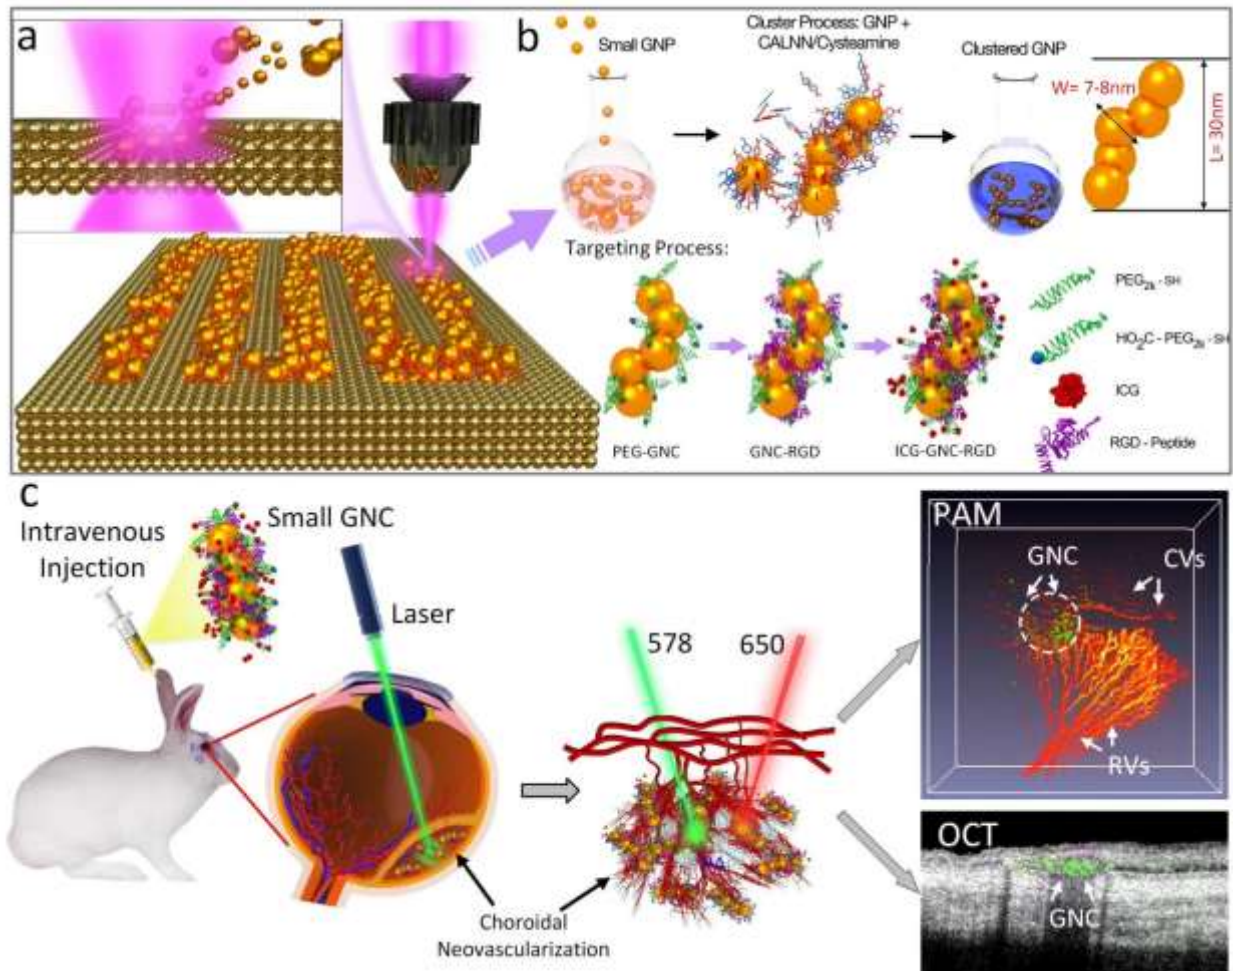 a
b
Small GNP
Cluster Process: GNP +
CALNN/Cysteamine
Clustered GNP
W= 7-8nm
L= 30nm
Targeting Process:
PEG2k - SH
HO2C - PEG2k - SH
ICG
RGD - Peptide
PEG-GNC
GNC-RGD
ICG-GNC-RGD
c
Intravenous
Injection
Small GNC
Laser
578
650
Choroidal
Neovascularization
PAM
GNC
CVs
RVs
OCT
GNC